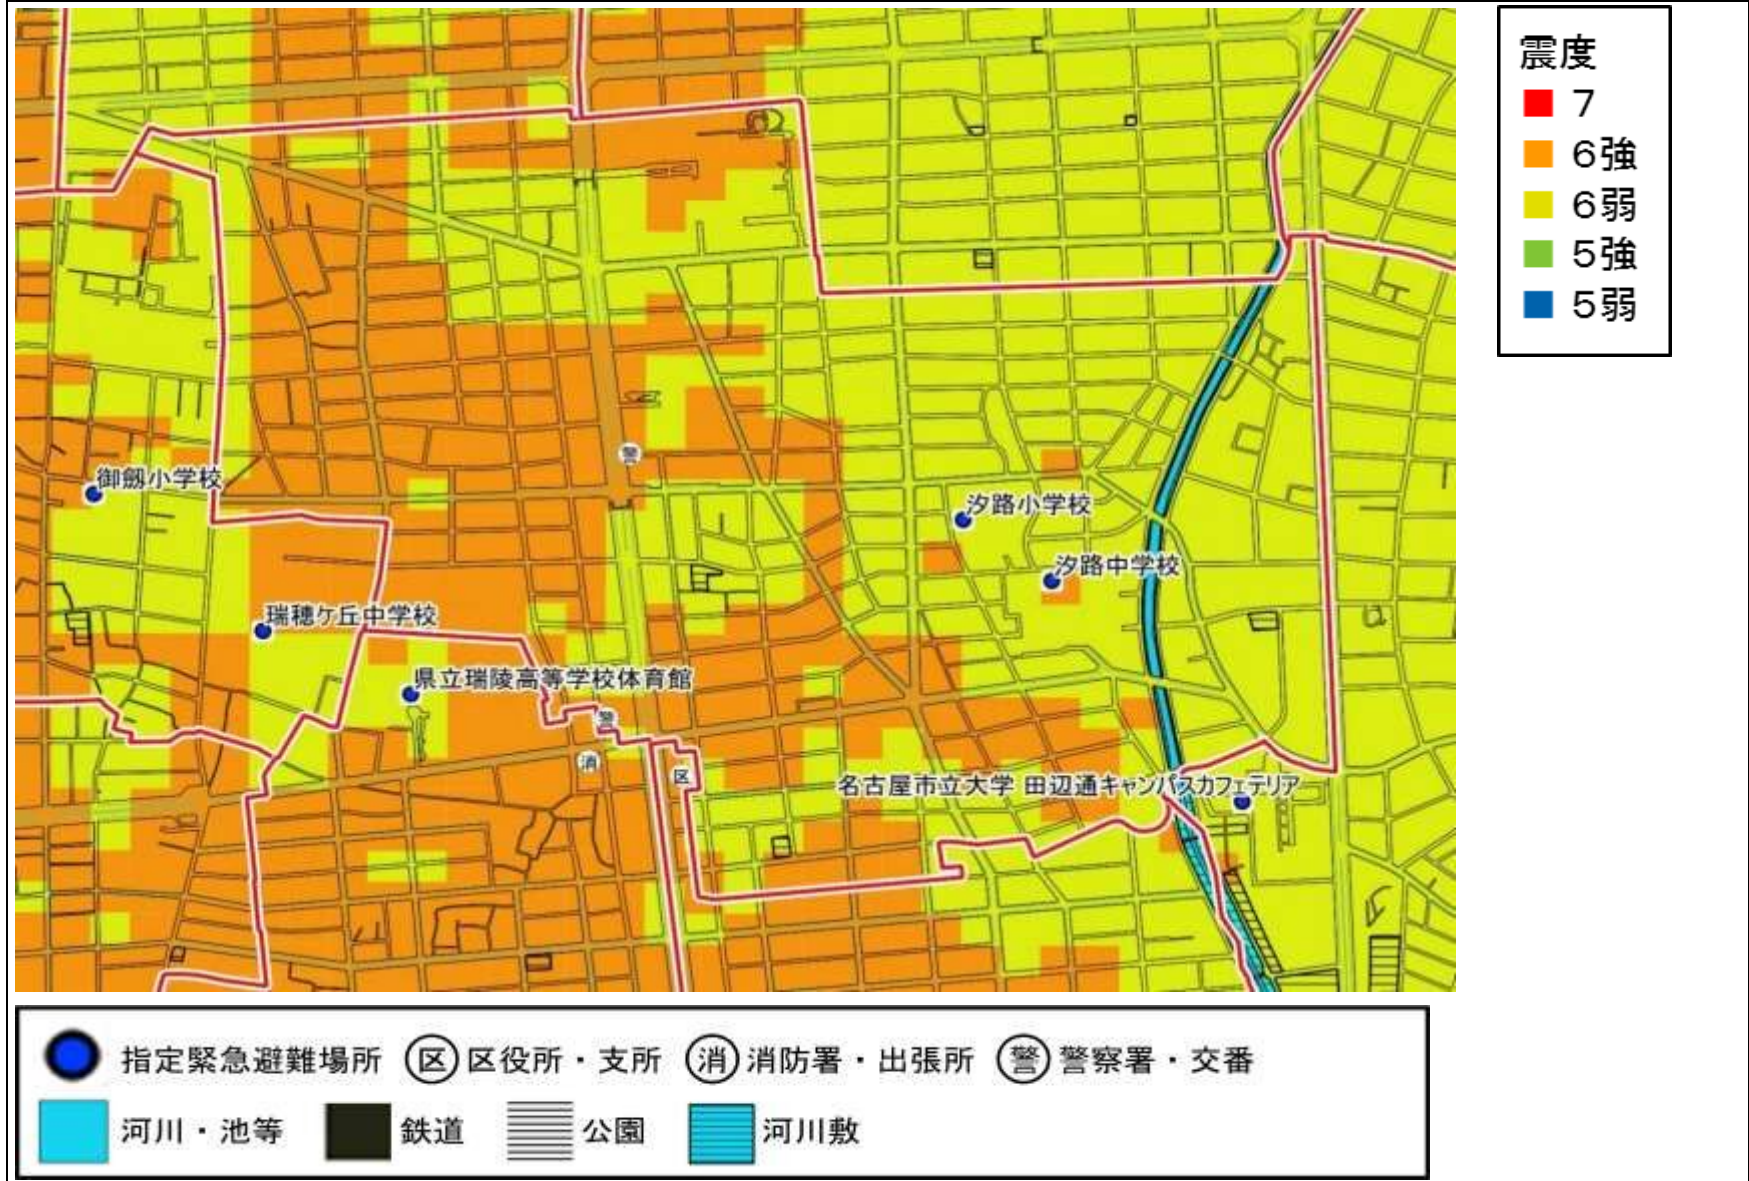 震度
7
6強
6弱
5強
5弱
警
御劔小学校
汐路小学校
汐路中学校
瑞穂ケ丘中学校
県立瑞陵高等学校体育館
警
消
区
名古屋市立大学 田辺通キャンパスカフェテリア
指定緊急避難場所 区 区役所・支所 消 消防署・出張所 警 警察署・交番
河川・池等 鉄道 公園 河川敷